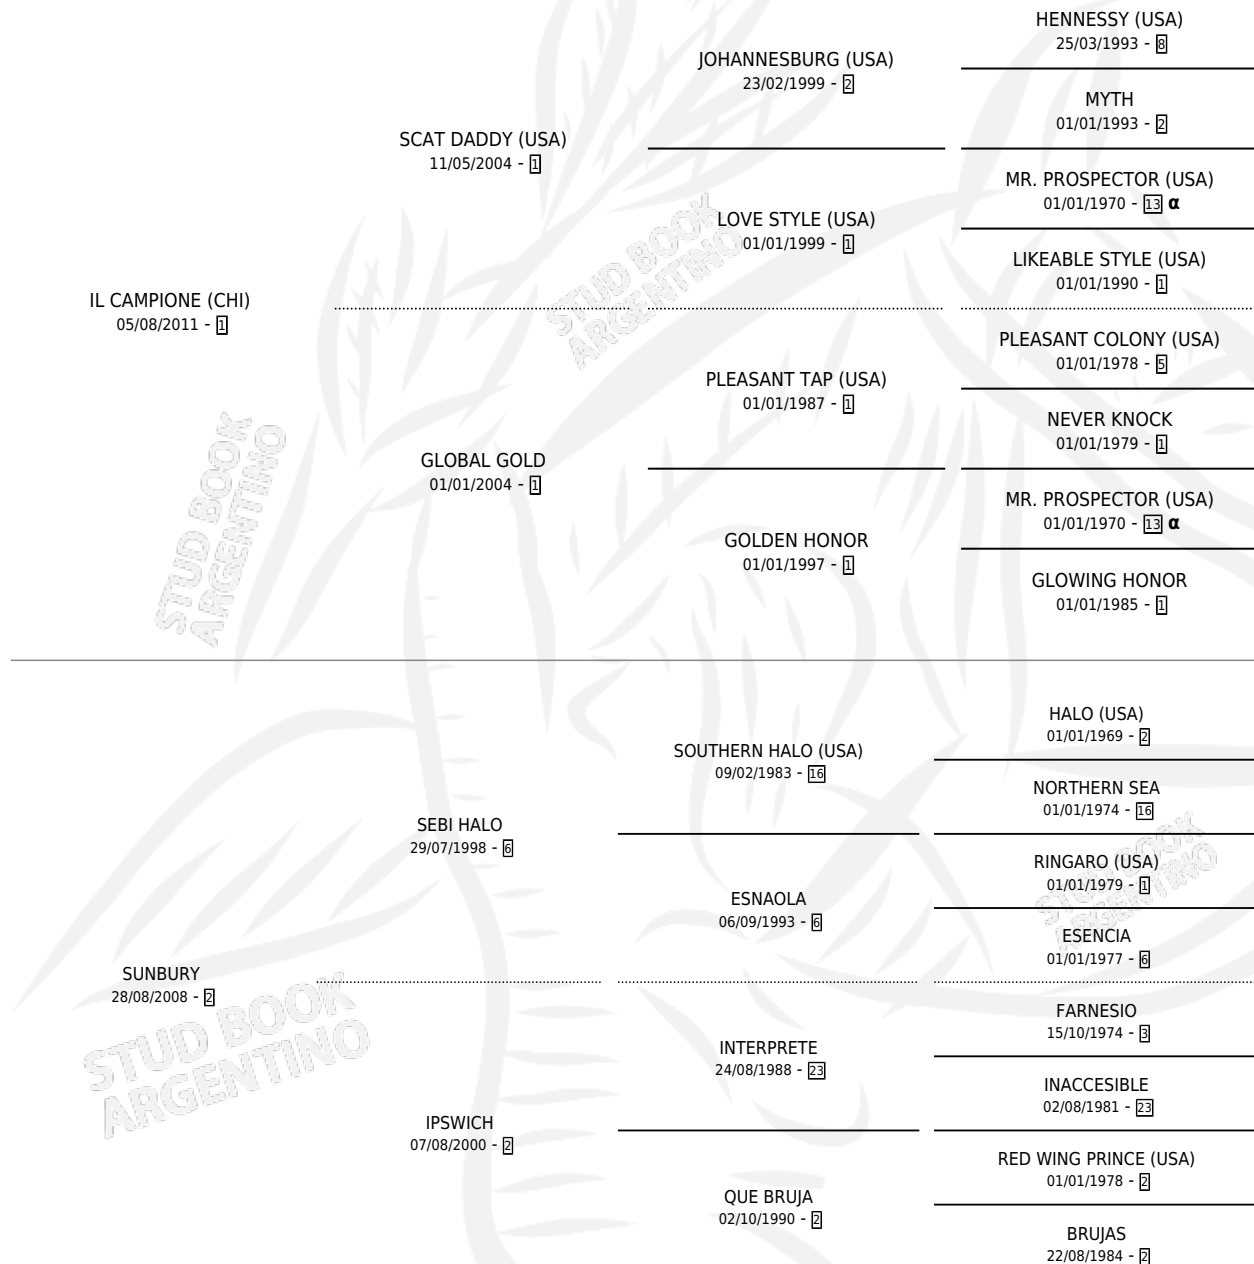 HENNESSY (USA)
25/03/1993 - 8
JOHANNESBURG (USA)
23/02/1999 - 2
MYTH
01/01/1993 - 2
SCAT DADDY (USA)
11/05/2004 - 1
MR. PROSPECTOR (USA)
01/01/1970 - 13 α
LOVE STYLE (USA)
01/01/1999 - 1
LIKEABLE STYLE (USA)
01/01/1990 - 1
IL CAMPIONE (CHI)
05/08/2011 - 1
PLEASANT COLONY (USA)
01/01/1978 - 5
PLEASANT TAP (USA)
01/01/1987 - 1
NEVER KNOCK
01/01/1979 - 1
GLOBAL GOLD
01/01/2004 - 1
MR. PROSPECTOR (USA)
01/01/1970 - 13 α
GOLDEN HONOR
01/01/1997 - 1
GLOWING HONOR
01/01/1985 - 1
HALO (USA)
01/01/1969 - 2
SOUTHERN HALO (USA)
09/02/1983 - 16
NORTHERN SEA
01/01/1974 - 16
SEBI HALO
29/07/1998 - 6
RINGARO (USA)
01/01/1979 - 1
ESNAOLA
06/09/1993 - 6
ESENCIA
01/01/1977 - 6
SUNBURY
28/08/2008 - 2
FARNESIO
15/10/1974 - 3
INTERPRETE
24/08/1988 - 23
INACCESIBLE
02/08/1981 - 23
IPSWICH
07/08/2000 - 2
RED WING PRINCE (USA)
01/01/1978 - 2
QUE BRUJA
02/10/1990 - 2
BRUJAS
22/08/1984 - 2
STUD BOOK
ARGENTINO
STUD BOOK
ARGENTINO
STUD BOOK
ARGENTINO
STUD BOOK
ARGENTINO